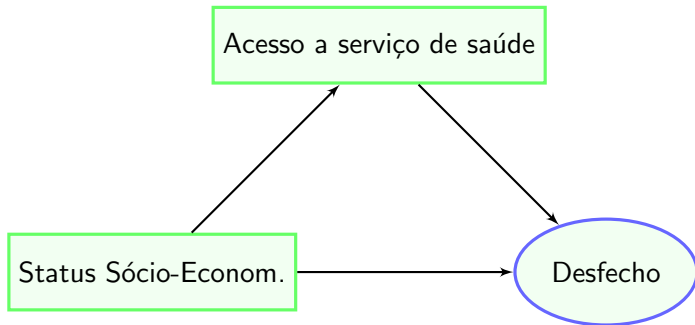 Acesso a serviço de saúde
Status Sócio-Econom.
Desfecho